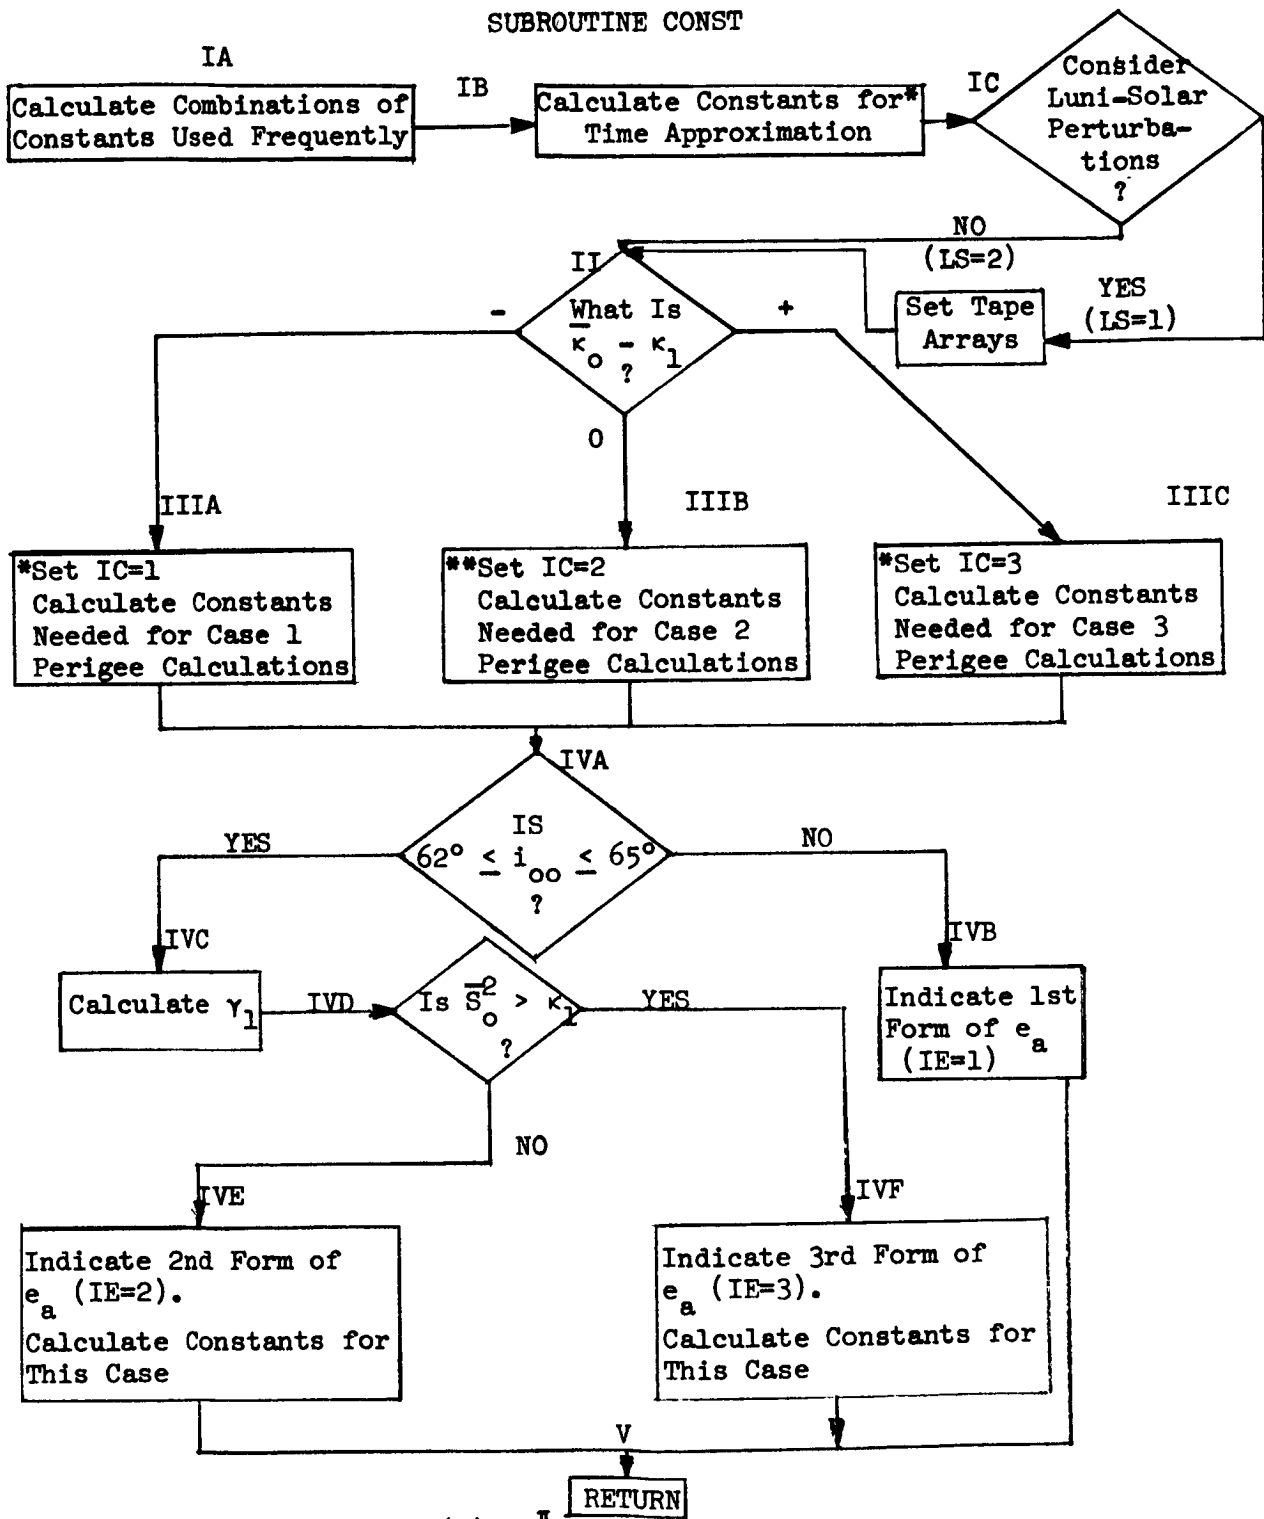 SUBROUTINE CONST
IA
Calculate Combinations of
Constants Used Frequently
IB
Calculate Constants for*
Time Approximation
IC
Consider
Luni-Solar
Perturba-
tions
?
NO
(LS=2)
YES
(LS=1)
Set Tape
Arrays
II
What Is
κ̄₀ - κ₁
?
-
+
0
IIIA
*Set IC=1
Calculate Constants
Needed for Case 1
Perigee Calculations
IIIB
**Set IC=2
Calculate Constants
Needed for Case 2
Perigee Calculations
IIIC
*Set IC=3
Calculate Constants
Needed for Case 3
Perigee Calculations
IVA
IS
62° ≤ i₀₀ ≤ 65°
?
YES
NO
IVC
Calculate γ₁
IVD
Is S̄₀² > κ₁
?
YES
NO
IVB
Indicate 1st
Form of eₐ
(IE=1)
IVE
Indicate 2nd Form of
eₐ (IE=2).
Calculate Constants for
This Case
IVF
Indicate 3rd Form of
eₐ (IE=3).
Calculate Constants for
This Case
V
RETURN